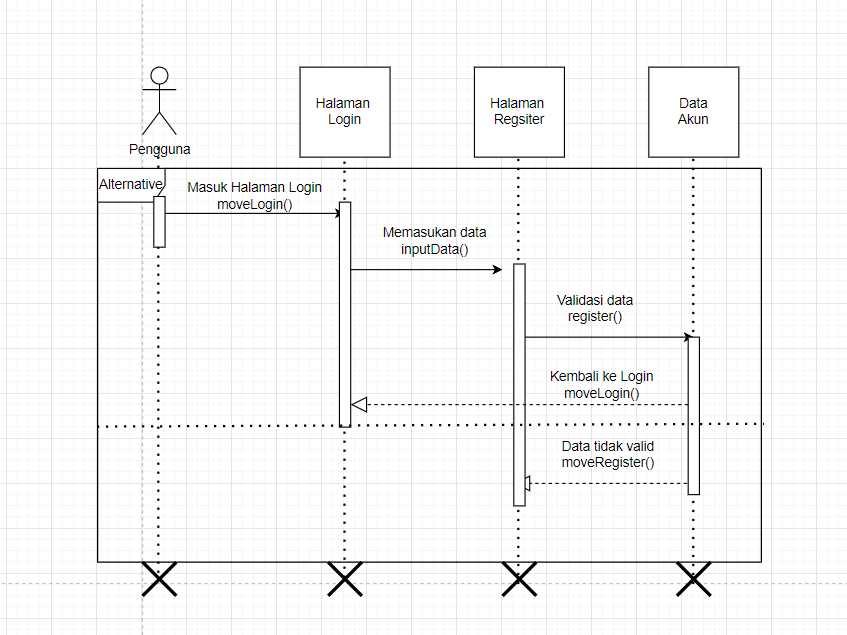 Pengguna
Halaman
Login
Halaman
Regsiter
Data
Akun
Alternative
Masuk Halaman Login
moveLogin()
Memasukan data
inputData()
Validasi data
register()
Kembali ke Login
moveLogin()
Data tidak valid
moveRegister()